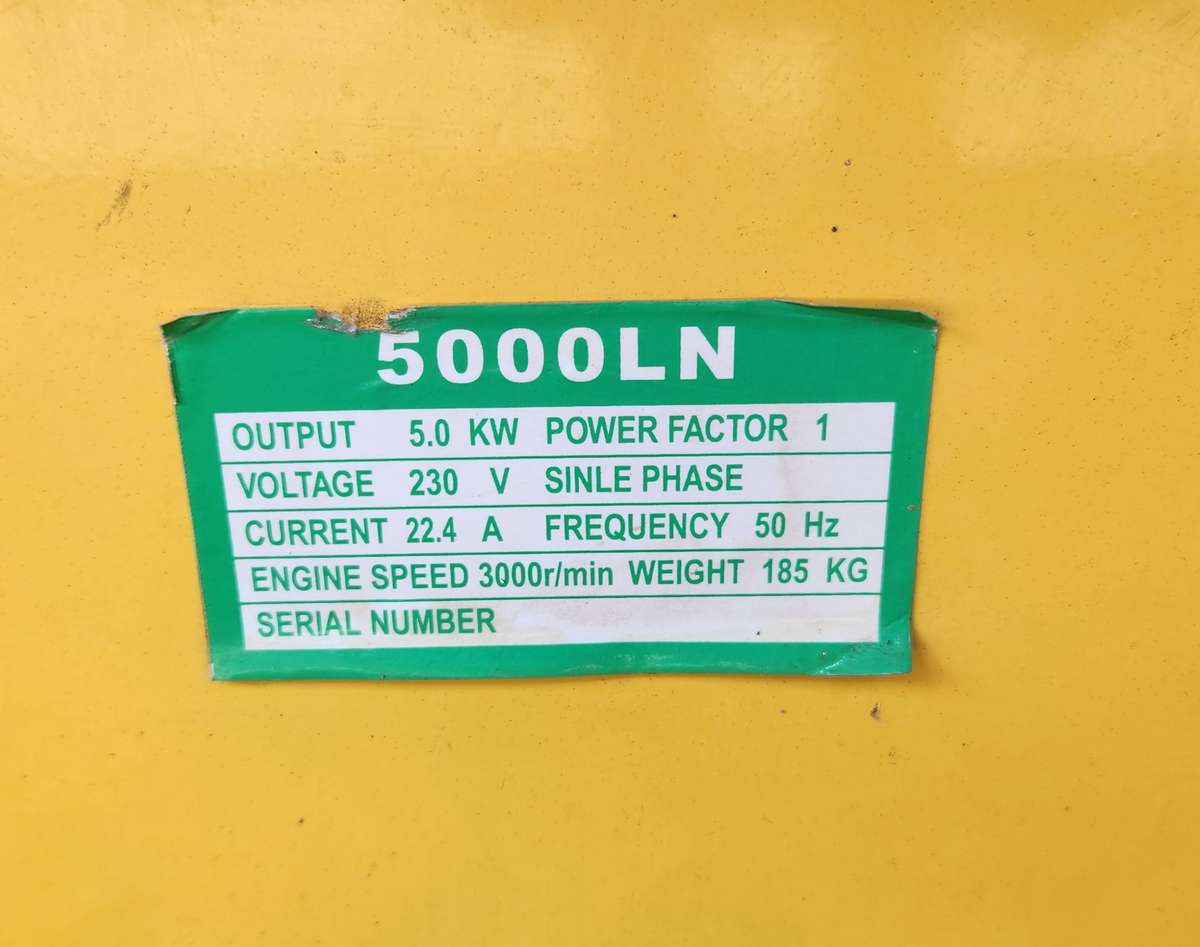 5000LN
OUTPUT 5.0 KW POWER FACTOR 1
VOLTAGE 230 V SINLE PHASE
CURRENT 22.4 A FREQUENCY 50 Hz
ENGINE SPEED 3000r/min WEIGHT 185 KG
SERIAL NUMBER